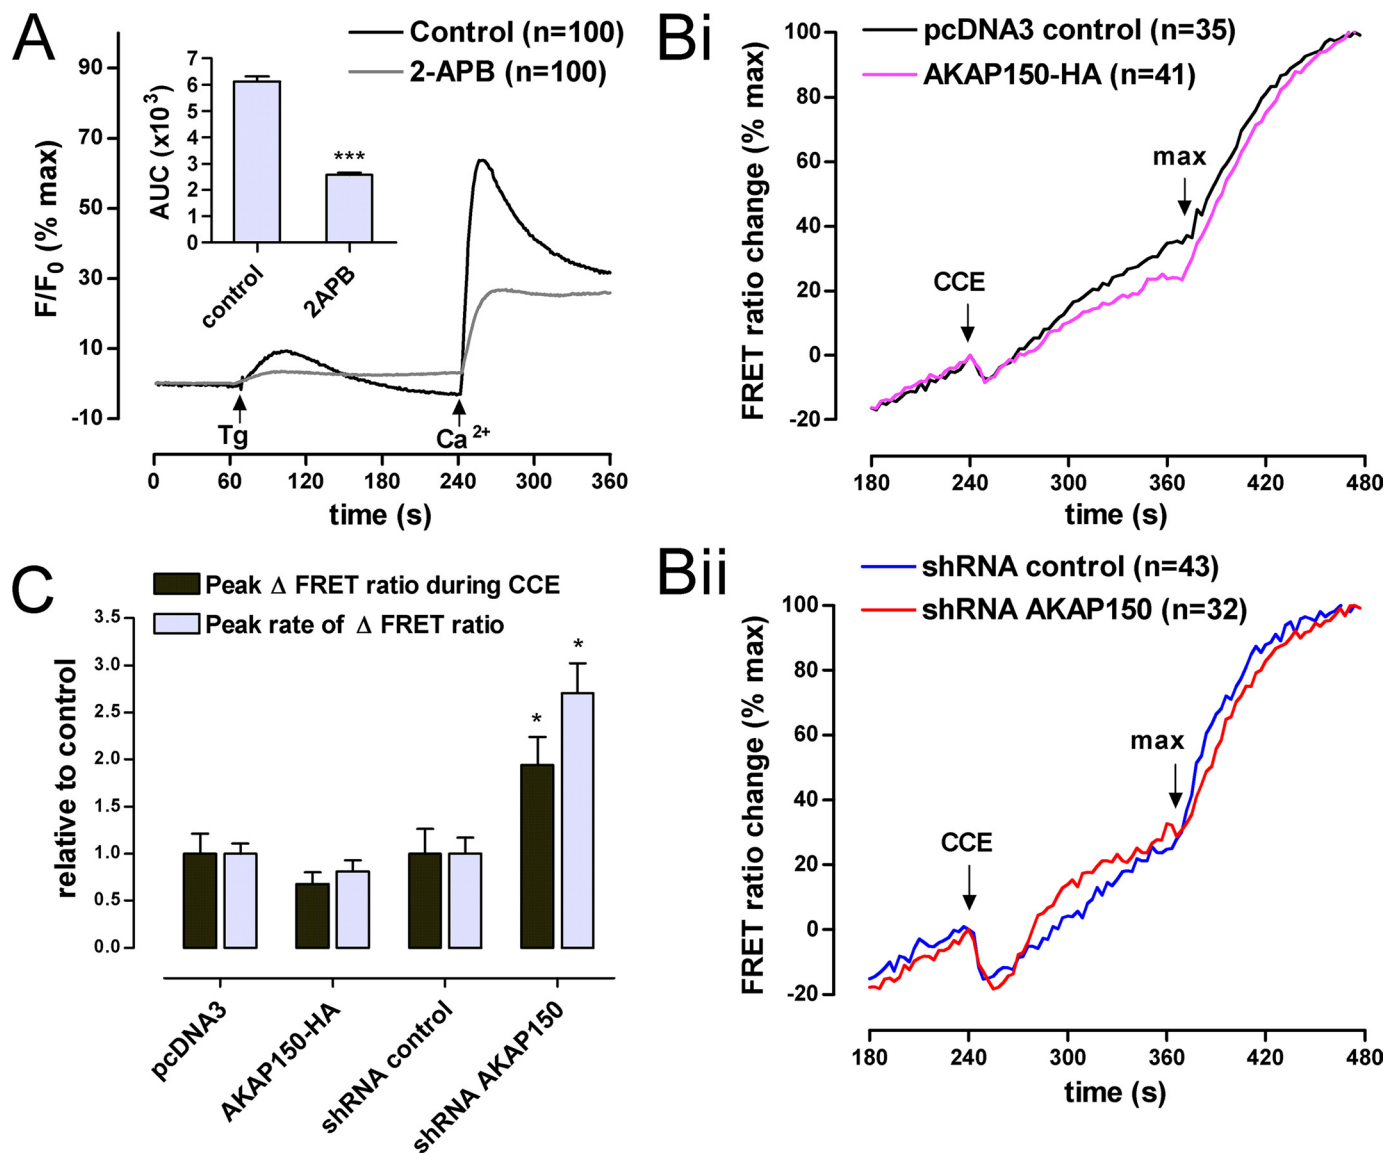 A
Control (n=100)
2-APB (n=100)
F/F0 (% max)
90
70
50
30
10
-10
AUC (x10 3)
7
6
5
4
3
2
1
0
***
control
2APB
Tg
Ca 2+
0
60
120
180
240
300
360
time (s)
Bi
pcDNA3 control (n=35)
AKAP150-HA (n=41)
FRET ratio change (% max)
100
80
60
40
20
0
-20
CCE
max
180
240
300
360
420
480
time (s)
C
Peak Δ FRET ratio during CCE
Peak rate of Δ FRET ratio
relative to control
3.5
3.0
2.5
2.0
1.5
1.0
0.5
0.0
*
*
pcDNA3
AKAP150-HA
shRNA control
shRNA AKAP150
Bii
shRNA control (n=43)
shRNA AKAP150 (n=32)
FRET ratio change (% max)
100
80
60
40
20
0
-20
CCE
max
180
240
300
360
420
480
time (s)